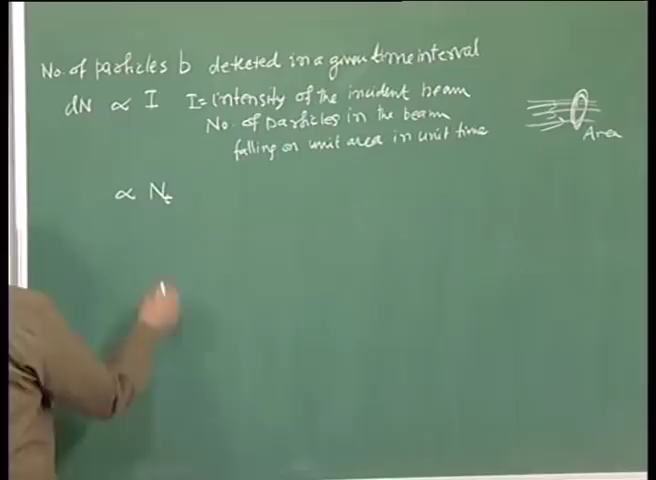 No. of particles b detected in a given time interval
dN ∝ I I = intensity of the incident beam
No. of particles in the beam
falling on unit area in unit time
Area
∝ Nt